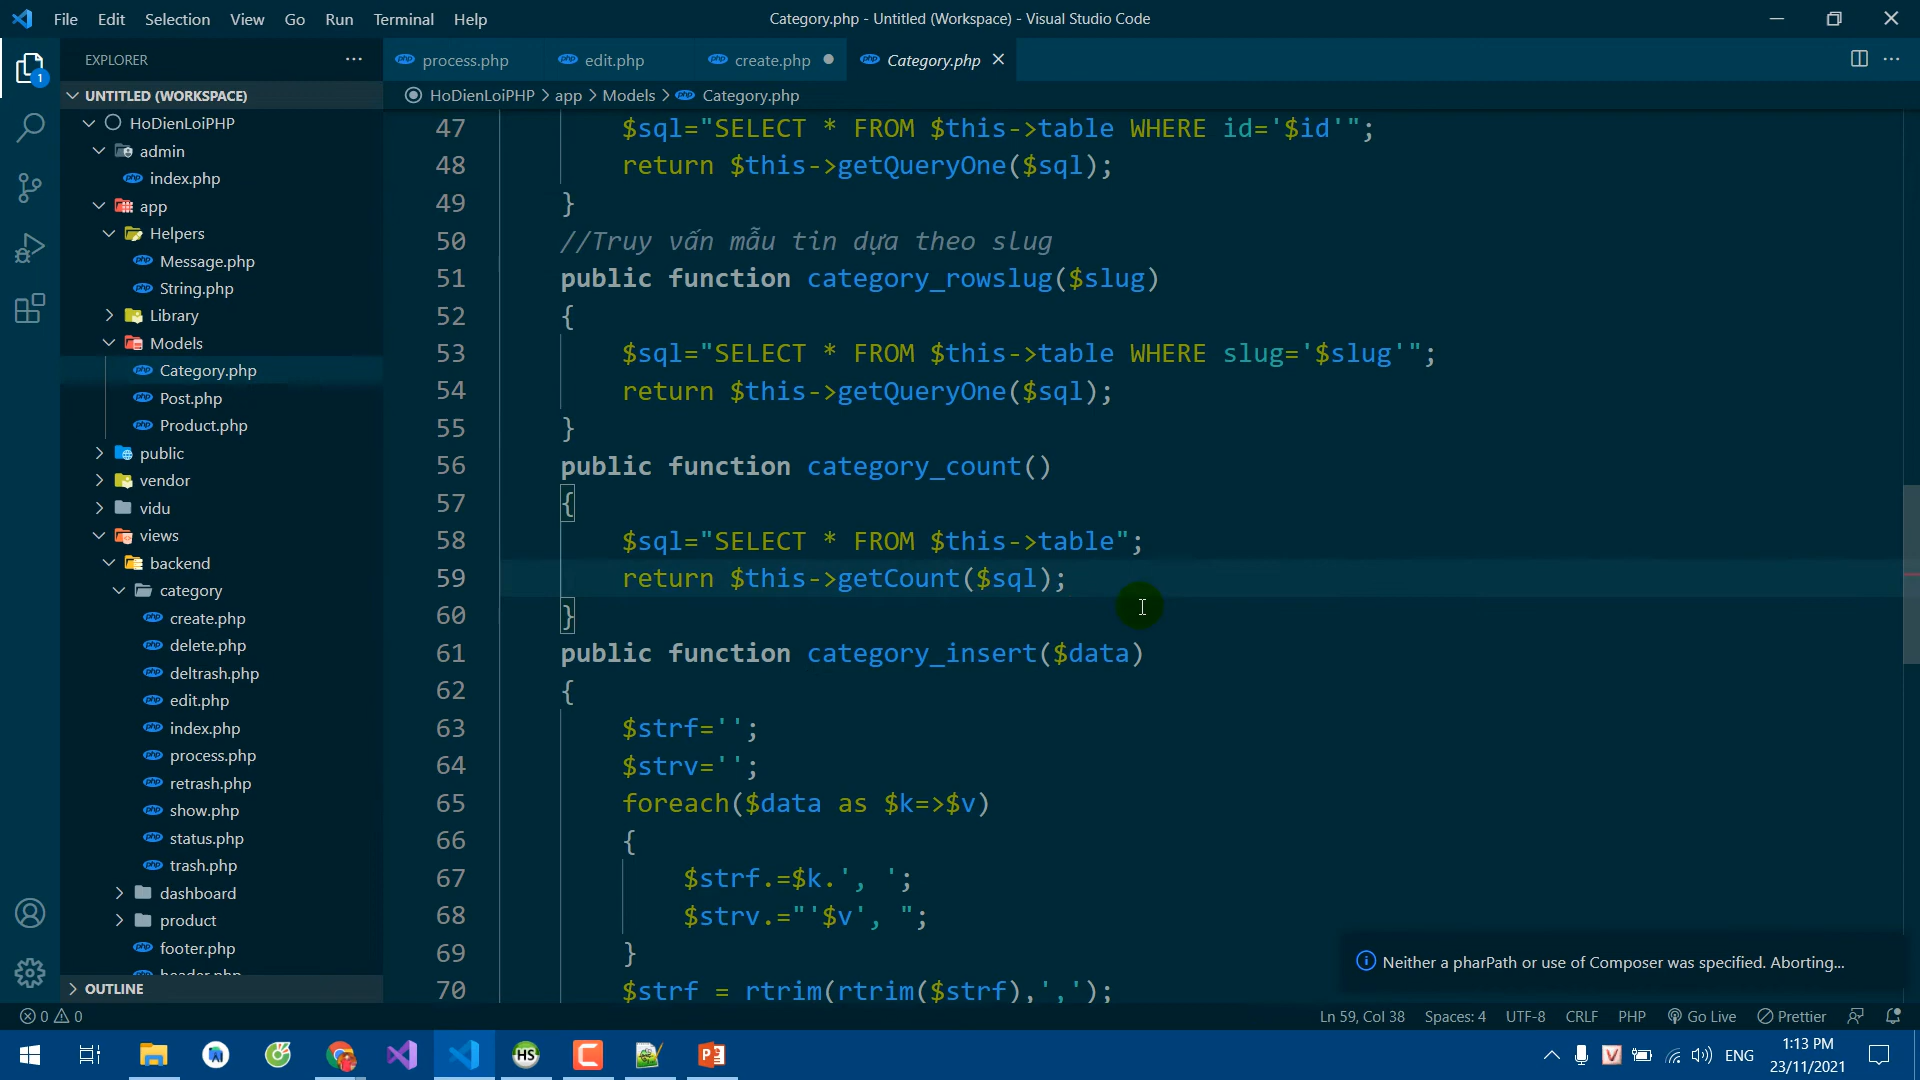 File Edit Selection View Go Run Terminal Help
Category.php - Untitled (Workspace) - Visual Studio Code
EXPLORER
process.php
edit.php
create.php
Category.php
UNTITLED (WORKSPACE)
HoDienLoiPHP > app > Models > Category.php
HoDienLoiPHP
admin
index.php
app
Helpers
Message.php
String.php
Library
Models
Category.php
Post.php
Product.php
public
vendor
vidu
views
backend
category
create.php
delete.php
deltrash.php
edit.php
index.php
process.php
retrash.php
show.php
status.php
trash.php
dashboard
product
footer.php
header.php
OUTLINE
47 $sql="SELECT * FROM $this->table WHERE id='$id'";
48 return $this->getQueryOne($sql);
49 }
50 //Truy vấn mẫu tin dựa theo slug
51 public function category_rowslug($slug)
52 {
53 $sql="SELECT * FROM $this->table WHERE slug='$slug'";
54 return $this->getQueryOne($sql);
55 }
56 public function category_count()
57 {
58 $sql="SELECT * FROM $this->table";
59 return $this->getCount($sql);
60 }
61 public function category_insert($data)
62 {
63 $strf='';
64 $strv='';
65 foreach($data as $k=>$v)
66 {
67 $strf.=$k.', ';
68 $strv.="'$v', ";
69 }
70 $strf = rtrim(rtrim($strf),',');
Neither a pharPath or use of Composer was specified. Aborting...
0 0
Ln 59, Col 38 Spaces: 4 UTF-8 CRLF PHP Go Live Prettier
1
HS
ENG
1:13 PM
23/11/2021